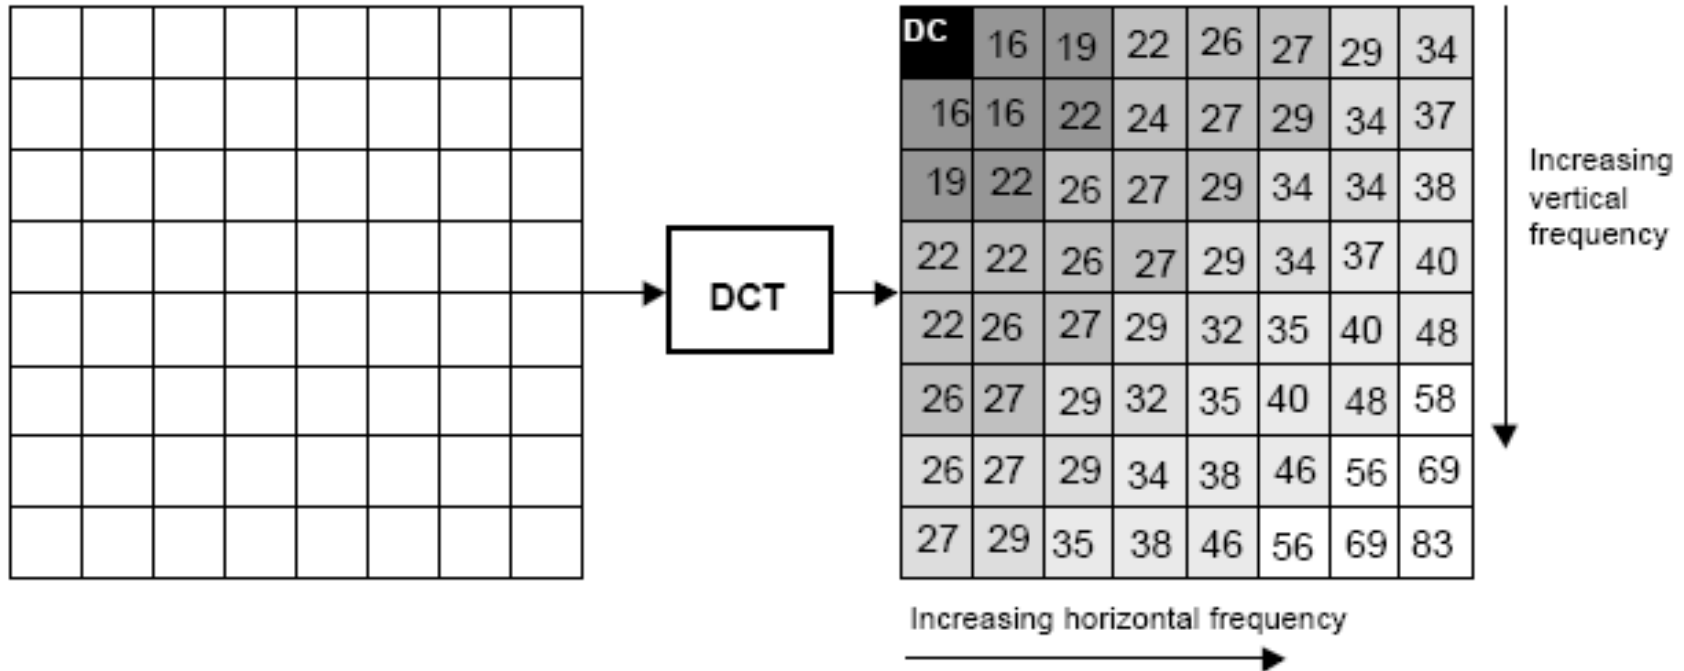 DC 16 19 22 26 27 29 34
16 16 22 24 27 29 34 37
19 22 26 27 29 34 34 38
22 22 26 27 29 34 37 40
22 26 27 29 32 35 40 48
26 27 29 32 35 40 48 58
26 27 29 34 38 46 56 69
27 29 35 38 46 56 69 83
DCT
Increasing
vertical
frequency
Increasing horizontal frequency